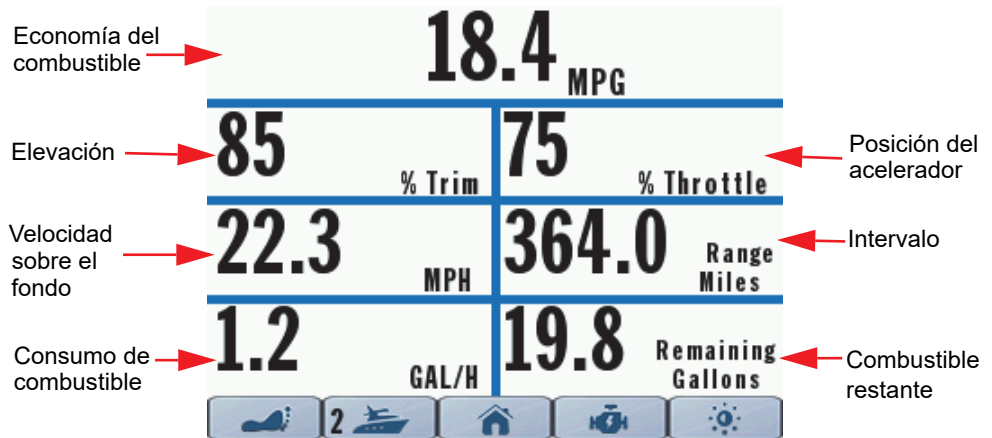 Economía del
combustible
18.4 MPG
Elevación
85 % Trim
75 % Throttle
Posición del
acelerador
Velocidad
sobre el
fondo
22.3 MPH
364.0 Range
Miles
Intervalo
Consumo de
combustible
1.2 GAL/H
19.8 Remaining
Gallons
Combustible
restante
2